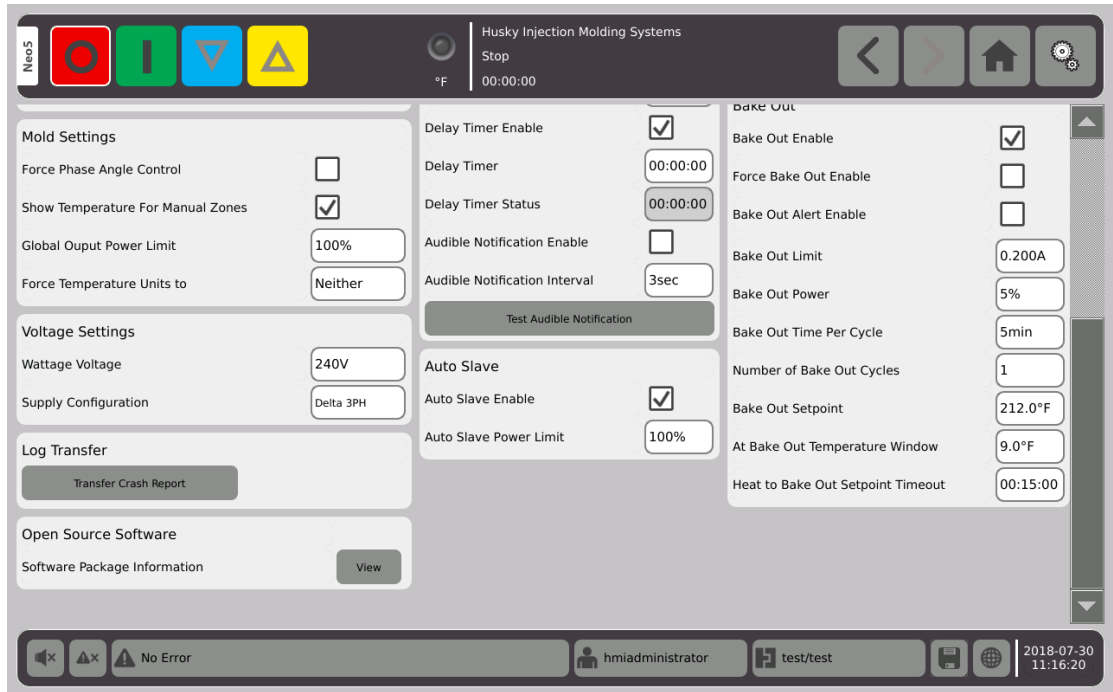 Neo5
°F
Husky Injection Molding Systems
Stop
00:00:00
Mold Settings
Force Phase Angle Control
Show Temperature For Manual Zones
Global Ouput Power Limit 100%
Force Temperature Units to Neither
Voltage Settings
Wattage Voltage 240V
Supply Configuration Delta 3PH
Log Transfer
Transfer Crash Report
Open Source Software
Software Package Information View
Delay Timer Enable
Delay Timer 00:00:00
Delay Timer Status 00:00:00
Audible Notification Enable
Audible Notification Interval 3sec
Test Audible Notification
Auto Slave
Auto Slave Enable
Auto Slave Power Limit 100%
Bake Out
Bake Out Enable
Force Bake Out Enable
Bake Out Alert Enable
Bake Out Limit 0.200A
Bake Out Power 5%
Bake Out Time Per Cycle 5min
Number of Bake Out Cycles 1
Bake Out Setpoint 212.0°F
At Bake Out Temperature Window 9.0°F
Heat to Bake Out Setpoint Timeout 00:15:00
No Error
hmiadministrator
test/test
2018-07-30
11:16:20